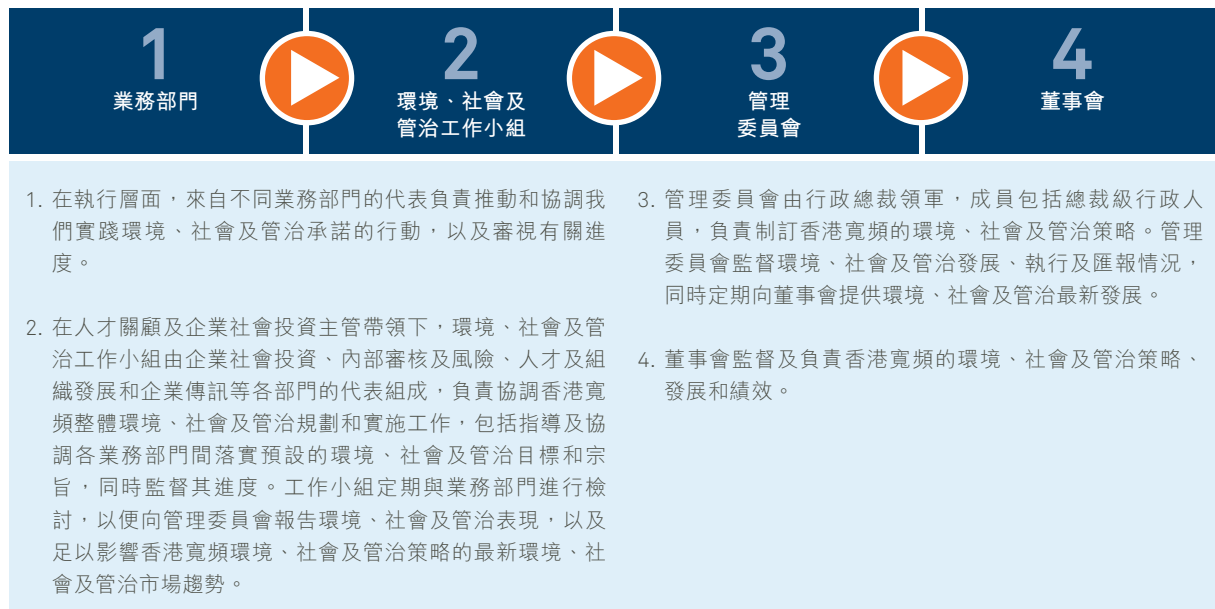 1
業務部門
2
環境、社會及
管治工作小組
3
管理
委員會
4
董事會
1. 在執行層面，來自不同業務部門的代表負責推動和協調我
們實踐環境、社會及管治承諾的行動，以及審視有關進
度。
2. 在人才關顧及企業社會投資主管帶領下，環境、社會及管
治工作小組由企業社會投資、內部審核及風險、人才及組
織發展和企業傳訊等各部門的代表組成，負責協調香港寬
頻整體環境、社會及管治規劃和實施工作，包括指導及協
調各業務部門間落實預設的環境、社會及管治目標和宗
旨，同時監督其進度。工作小組定期與業務部門進行檢
討，以便向管理委員會報告環境、社會及管治表現，以及
足以影響香港寬頻環境、社會及管治策略的最新環境、社
會及管治市場趨勢。
3. 管理委員會由行政總裁領軍，成員包括總裁級行政人
員，負責制訂香港寬頻的環境、社會及管治策略。管理
委員會監督環境、社會及管治發展、執行及匯報情況，
同時定期向董事會提供環境、社會及管治最新發展。
4. 董事會監督及負責香港寬頻的環境、社會及管治策略、
發展和績效。